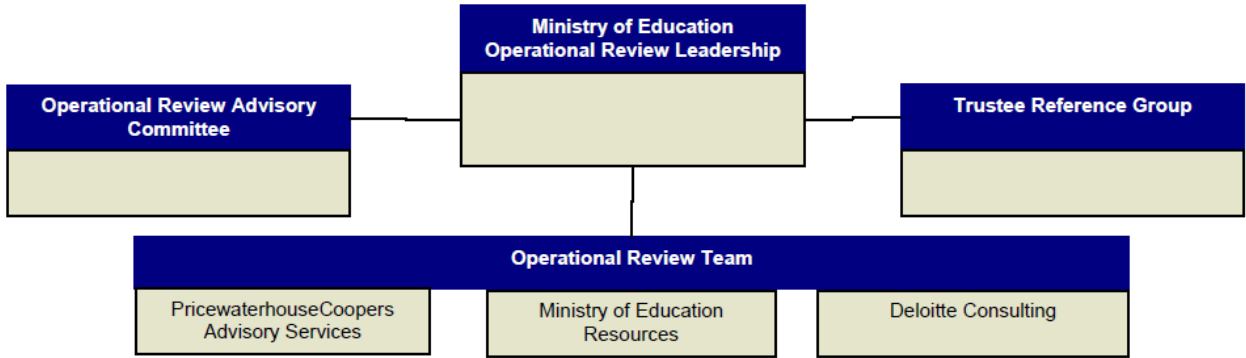 Ministry of Education
Operational Review Leadership
Operational Review Advisory
Committee
Trustee Reference Group
Operational Review Team
PricewaterhouseCoopers
Advisory Services
Ministry of Education
Resources
Deloitte Consulting